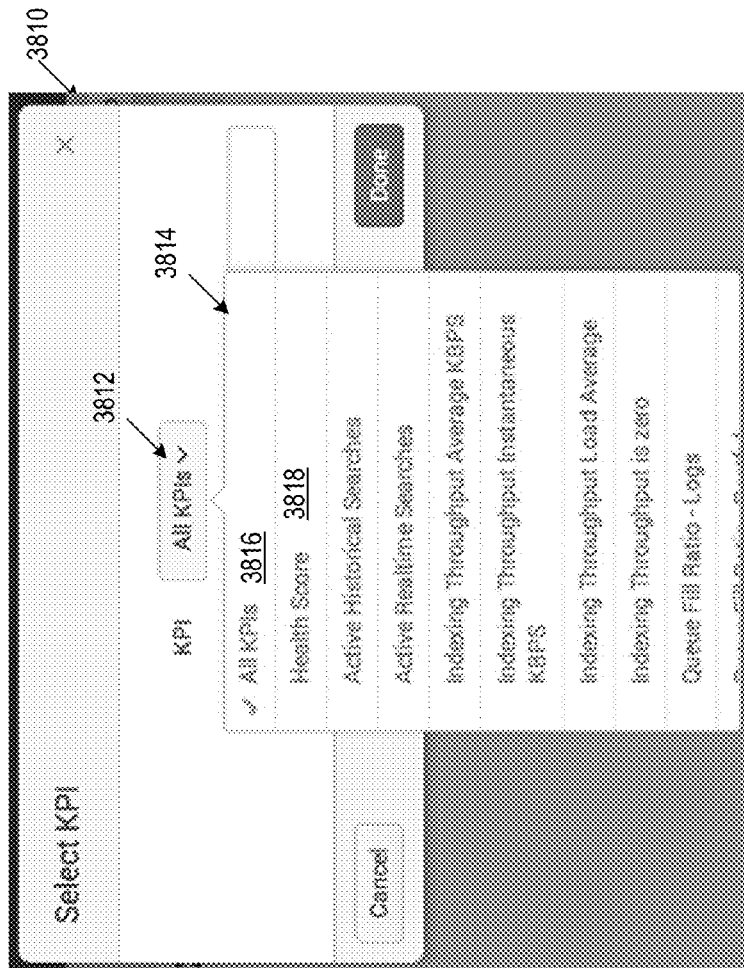 3810
Select KPI
×
3812
KPI
All KPIs
3814
✓ All KPIs 3816
Health Score 3818
Active Historical Searches
Active Realtime Searches
Indexing Throughput Average KBPS
Indexing Throughput Instantaneous
KBPS
Indexing Throughput Load Average
Indexing Throughput is zero
Queue Fill Ratio - Logs
Cancel
Done